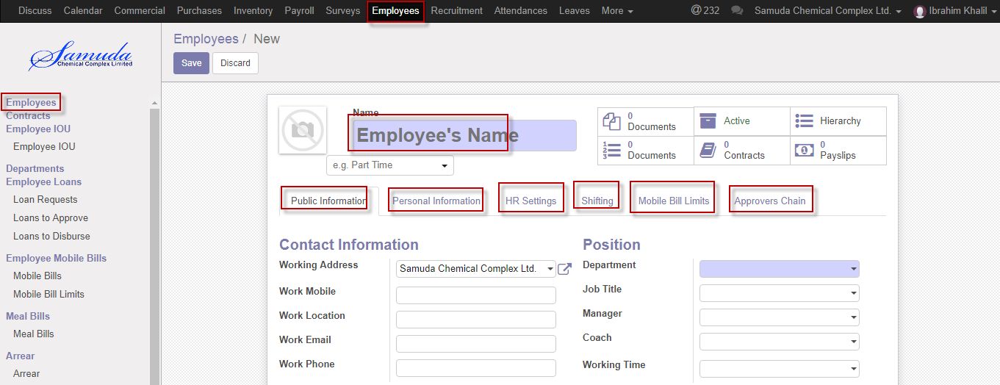 Discuss Calendar Commercial Purchases Inventory Payroll Surveys Employees Recruitment Attendances Leaves More @ 232 Samuda Chemical Complex Ltd. Ibrahim Khalil
Samuda
Chemical Complex Limited
Employees
Contracts
Employee IOU
Employee IOU
Departments
Employee Loans
Loan Requests
Loans to Approve
Loans to Disburse
Employee Mobile Bills
Mobile Bills
Mobile Bill Limits
Meal Bills
Meal Bills
Arrear
Arrear
Employees / New
Save Discard
Name
Employee's Name
e.g. Part Time
0 Documents
Active
Hierarchy
0 Documents
0 Contracts
0 Payslips
Public Information Personal Information HR Settings Shifting Mobile Bill Limits Approvers Chain
Contact Information
Working Address Samuda Chemical Complex Ltd.
Work Mobile
Work Location
Work Email
Work Phone
Position
Department
Job Title
Manager
Coach
Working Time